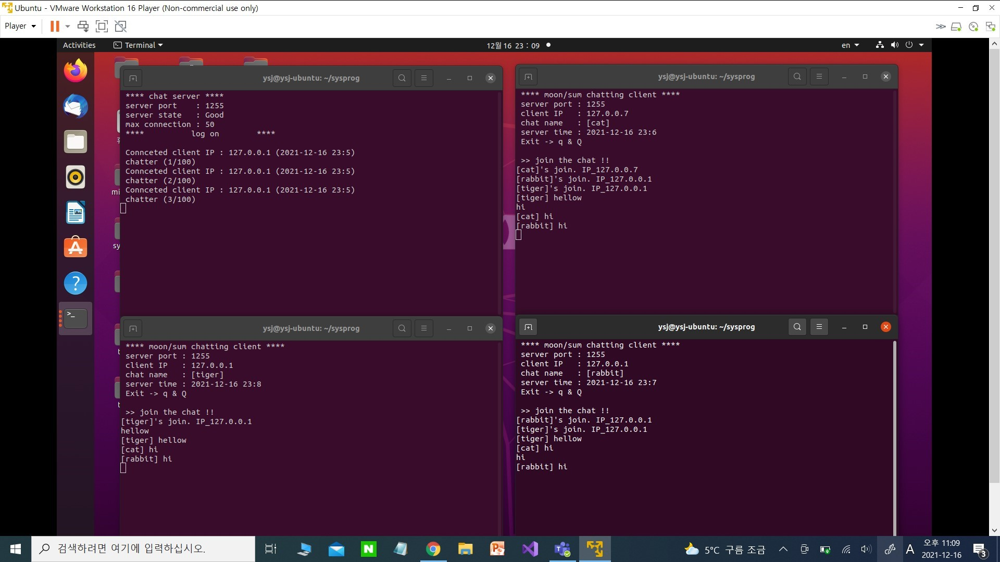 Ubuntu - VMware Workstation 16 Player (Non-commercial use only)
Player
Activities
Terminal
12월 16 23 : 09
en
ysj@ysj-ubuntu: ~/sysprog
**** chat server ****
server port    : 1255
server state   : Good
max connection : 50
****          log on        ****
Connceted client IP : 127.0.0.1 (2021-12-16 23:5)
chatter (1/100)
Connceted client IP : 127.0.0.1 (2021-12-16 23:5)
chatter (2/100)
Connceted client IP : 127.0.0.1 (2021-12-16 23:5)
chatter (3/100)
ysj@ysj-ubuntu: ~/sysprog
**** moon/sum chatting client ****
server port : 1255
client IP   : 127.0.0.7
chat name   : [cat]
server time : 2021-12-16 23:6
Exit -> q & Q
>> join the chat !!
[cat]'s join. IP_127.0.0.7
[rabbit]'s join. IP_127.0.0.1
[tiger]'s join. IP_127.0.0.1
[tiger] hellow
hi
[cat] hi
[rabbit] hi
ysj@ysj-ubuntu: ~/sysprog
**** moon/sum chatting client ****
server port : 1255
client IP   : 127.0.0.1
chat name   : [tiger]
server time : 2021-12-16 23:8
Exit -> q & Q
>> join the chat !!
[tiger]'s join. IP_127.0.0.1
hellow
[tiger] hellow
[cat] hi
[rabbit] hi
ysj@ysj-ubuntu: ~/sysprog
**** moon/sum chatting client ****
server port : 1255
client IP   : 127.0.0.1
chat name   : [rabbit]
server time : 2021-12-16 23:7
Exit -> q & Q
>> join the chat !!
[rabbit]'s join. IP_127.0.0.1
[tiger]'s join. IP_127.0.0.1
[tiger] hellow
[cat] hi
hi
[rabbit] hi
검색하려면 여기에 입력하십시오.
5°C 구름 조금
A
오후 11:09
2021-12-16
3